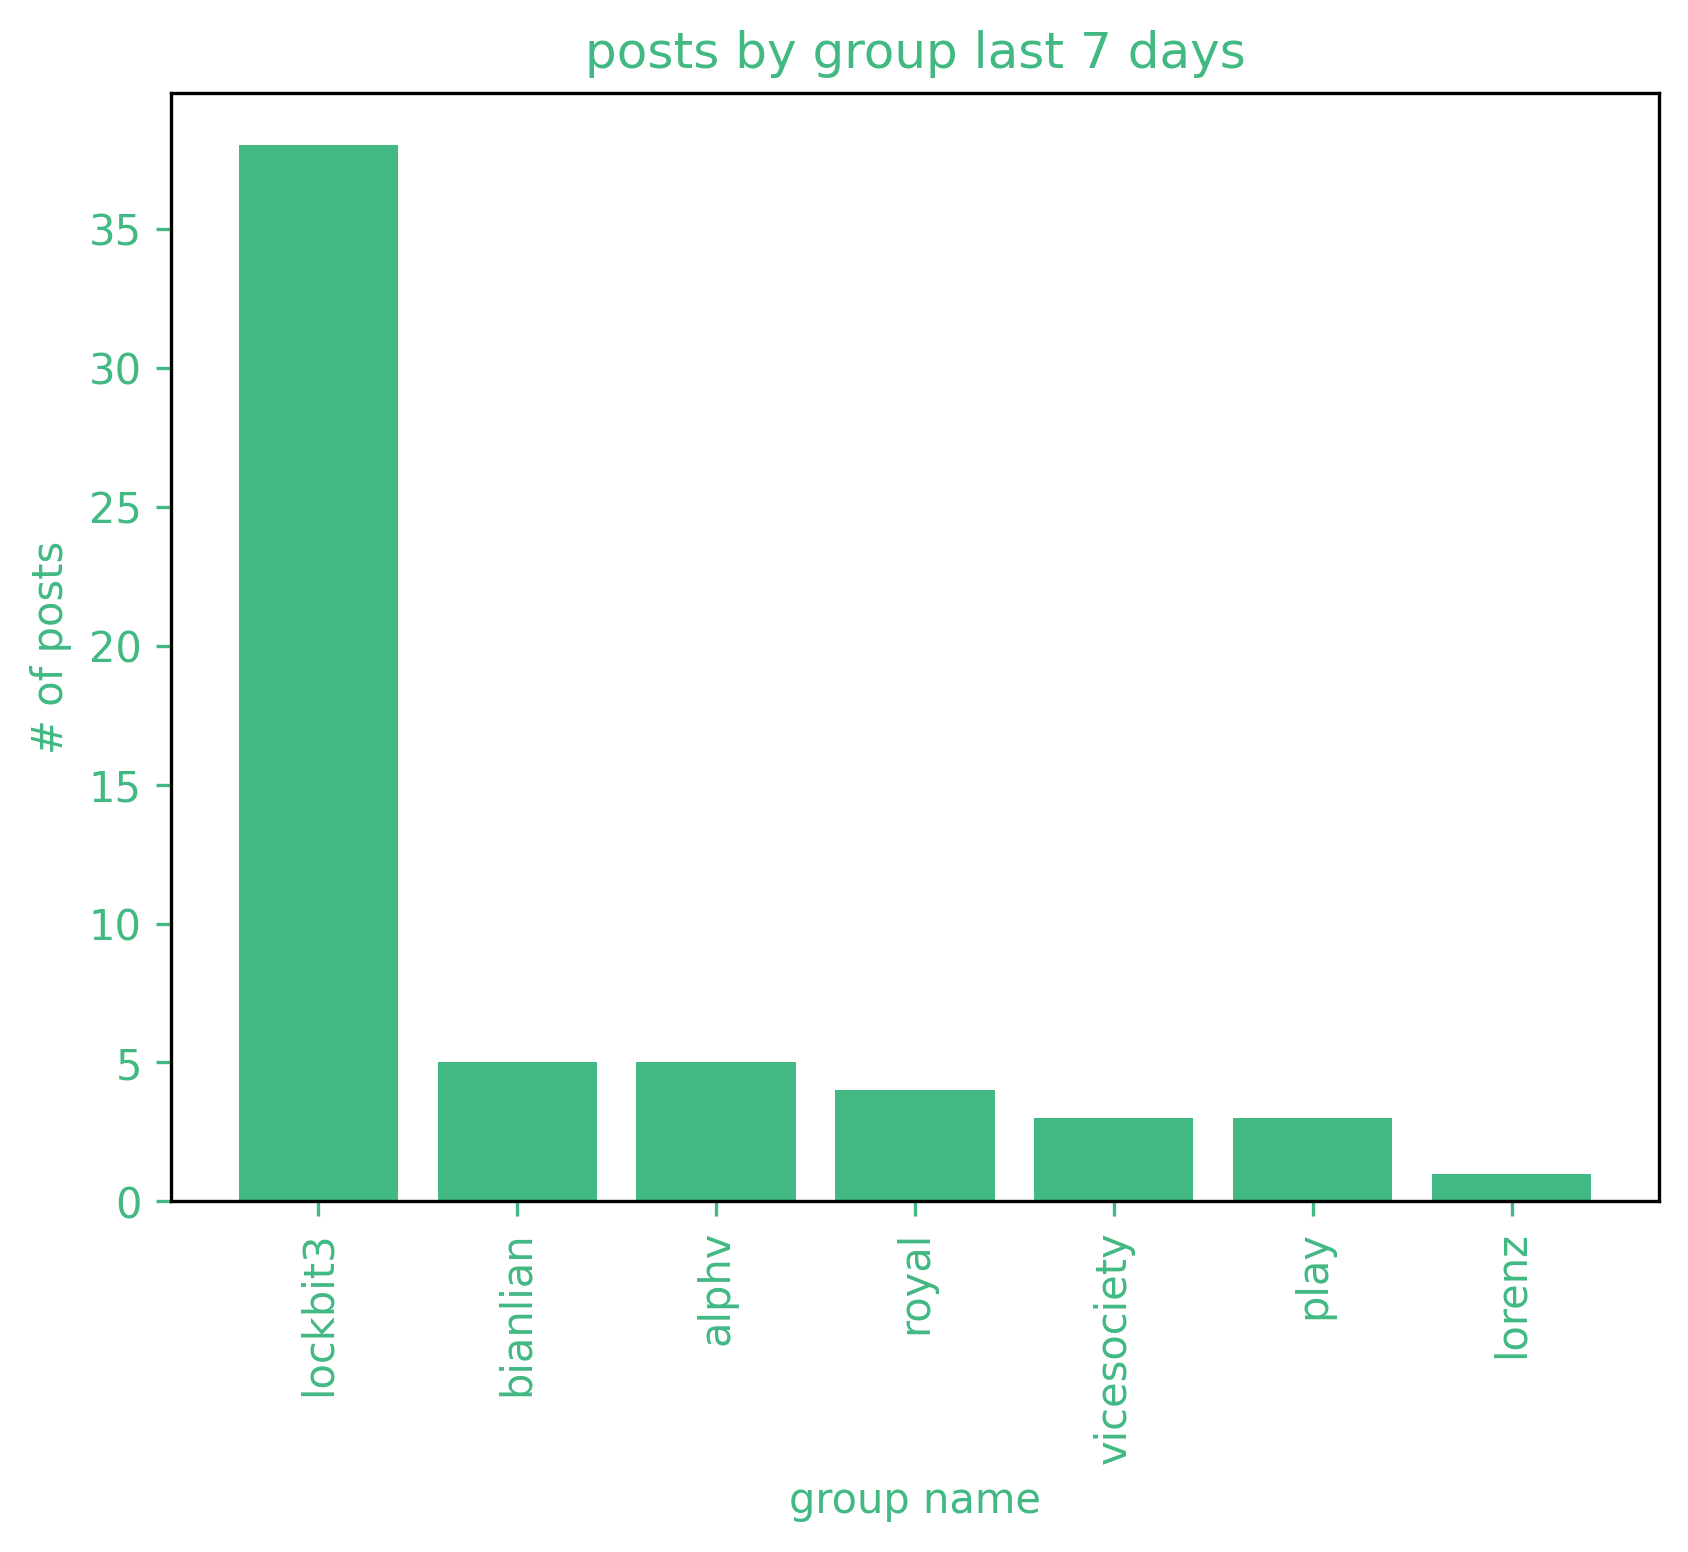 posts by group last 7 days
# of posts
35
30
25
20
15
10
5
0
lockbit3
bianlian
alphv
royal
vicesociety
play
lorenz
group name